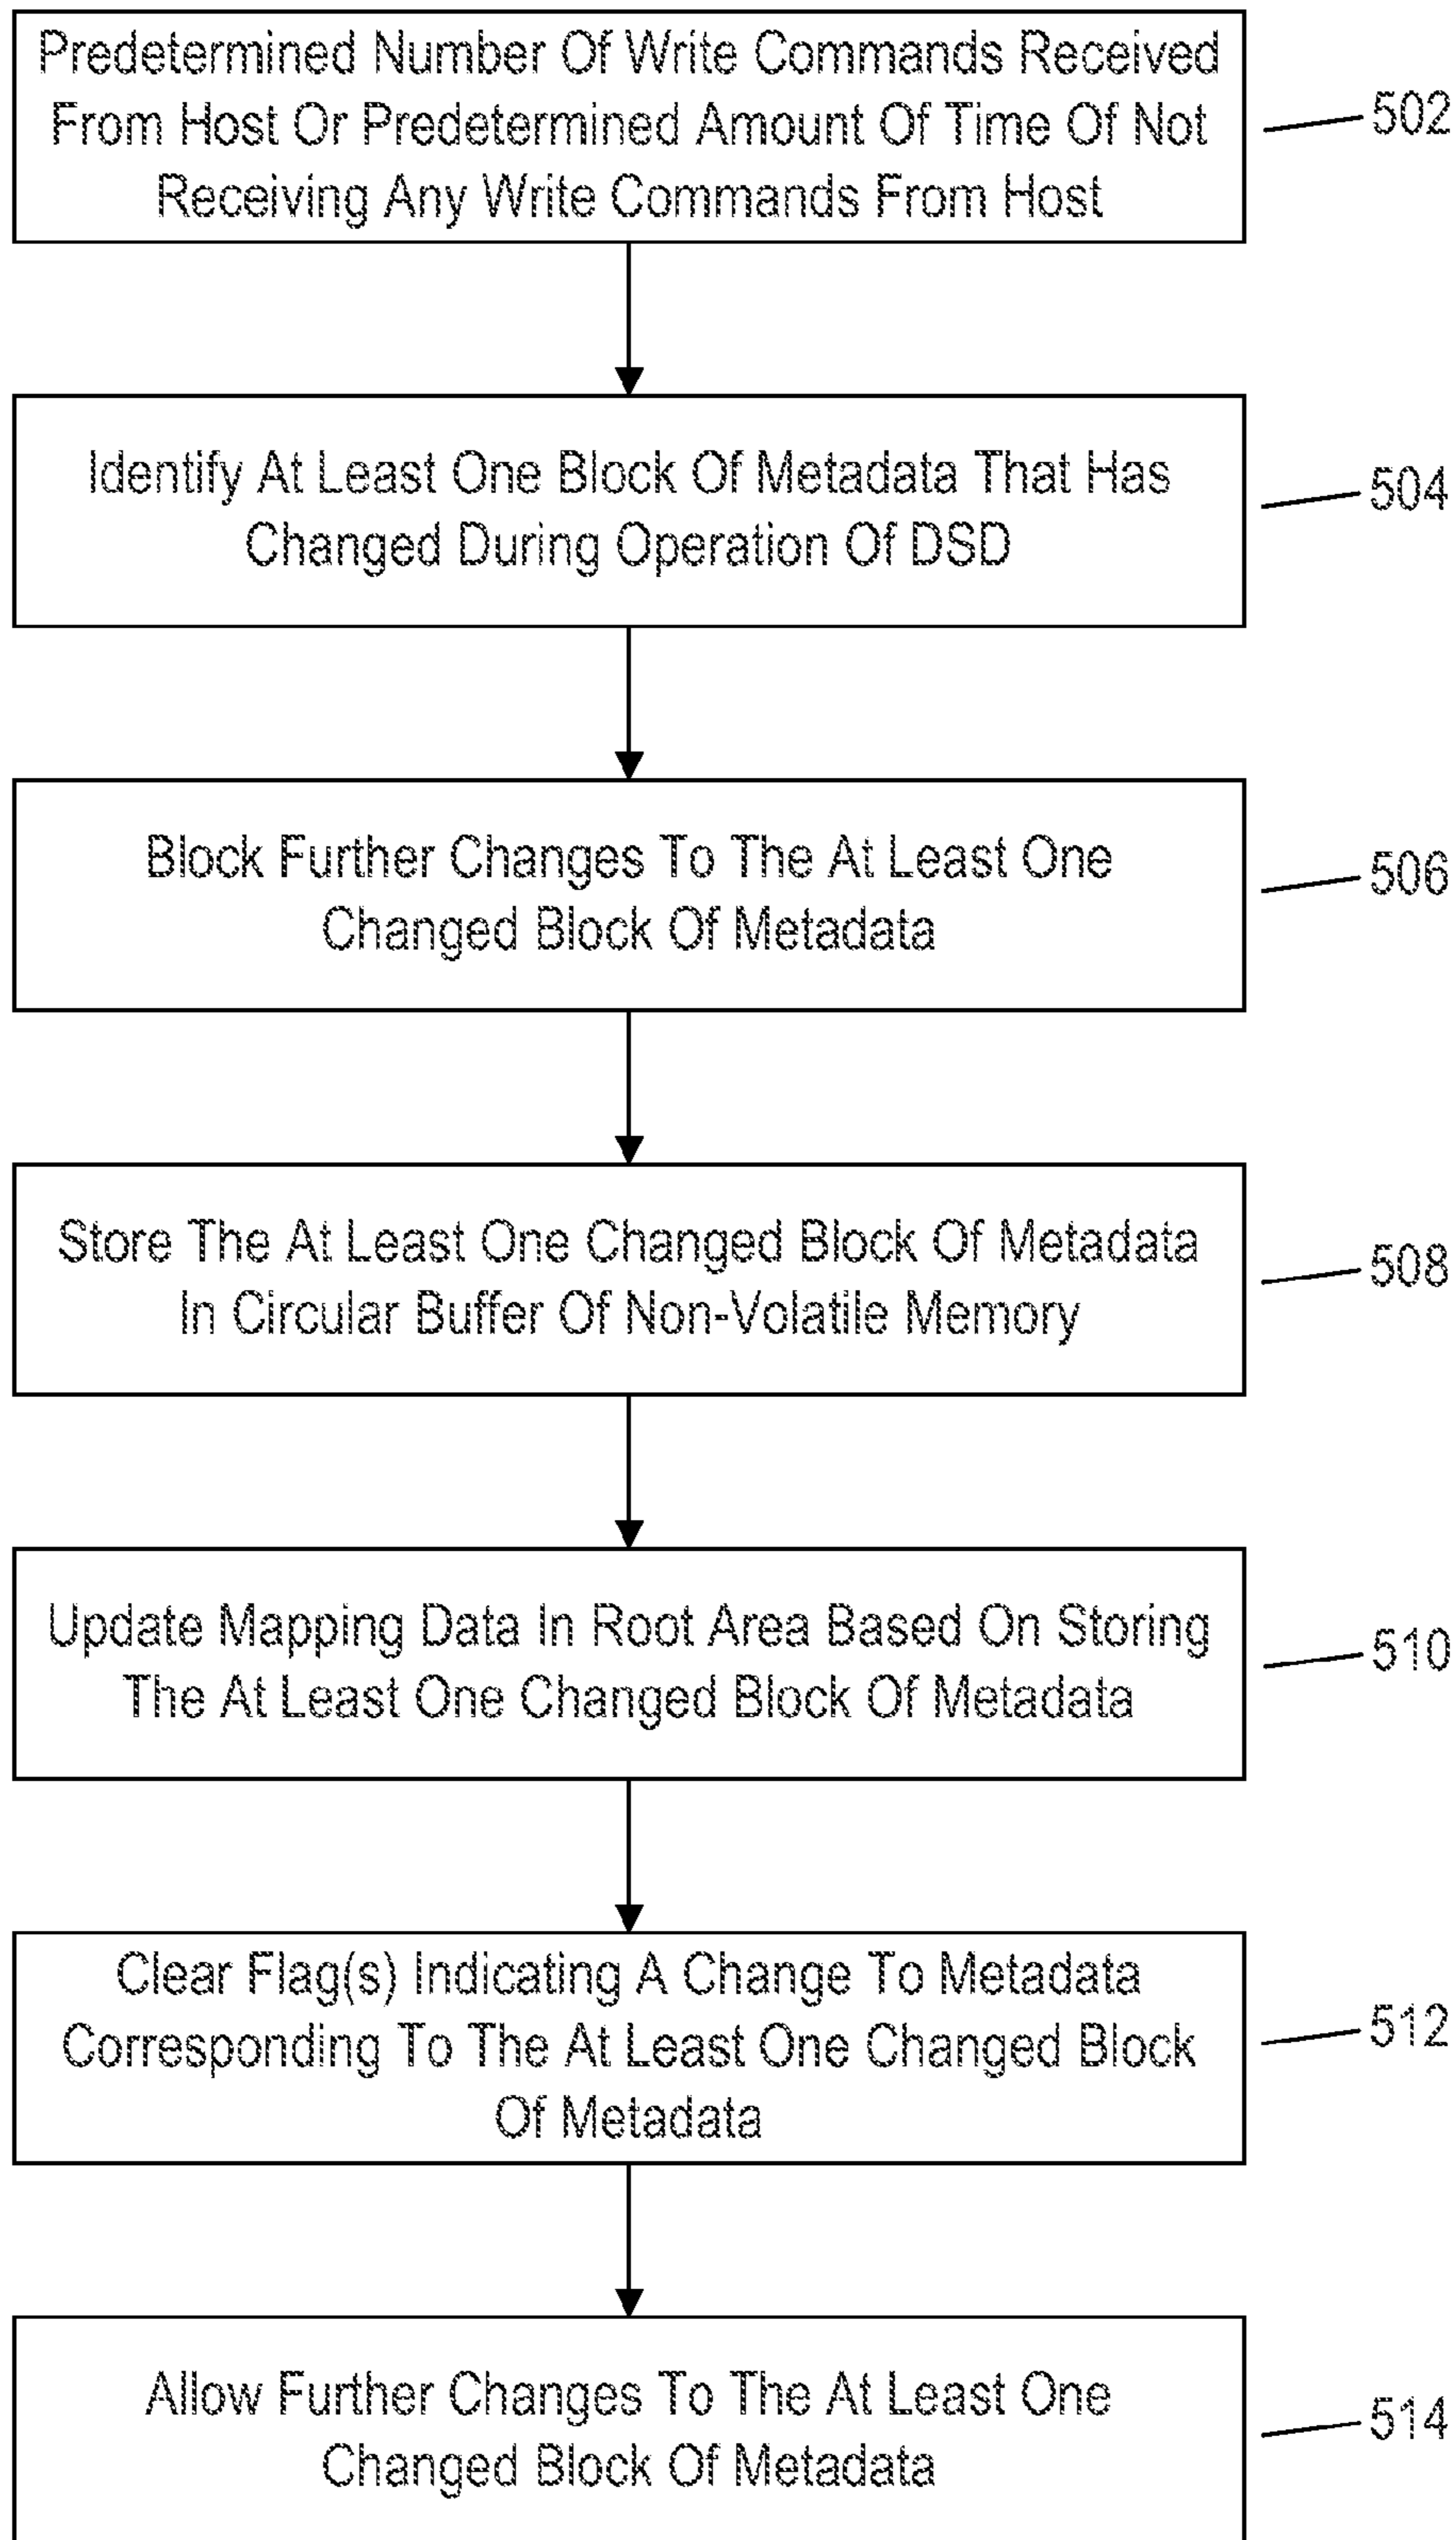 Predetermined Number Of Write Commands Received
From Host Or Predetermined Amount Of Time Of Not
Receiving Any Write Commands From Host
502
Identify At Least One Block Of Metadata That Has
Changed During Operation Of DSD
504
Block Further Changes To The At Least One
Changed Block Of Metadata
506
Store The At Least One Changed Block Of Metadata
In Circular Buffer Of Non-Volatile Memory
508
Update Mapping Data In Root Area Based On Storing
The At Least One Changed Block Of Metadata
510
Clear Flag(s) Indicating A Change To Metadata
Corresponding To The At Least One Changed Block
Of Metadata
512
Allow Further Changes To The At Least One
Changed Block Of Metadata
514